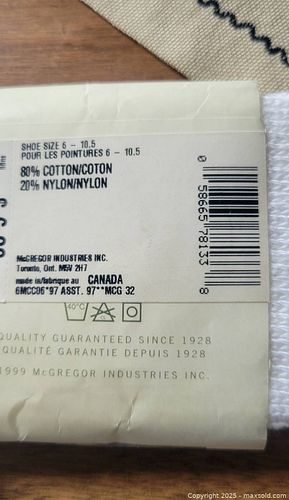 SHOE SIZE 6 - 10.5
POUR LES POINTURES 6 - 10.5
80% COTTON/COTON
20% NYLON/NYLON
0 58665 78133 8
McGREGOR INDUSTRIES INC.
Toronto, Ont. M5V 2H7
made in/fabriqué au CANADA
6MCC06*97 ASST. 97**MCG 32
40°C
QUALITY GUARANTEED SINCE 1928
QUALITÉ GARANTIE DEPUIS 1928
1999 McGREGOR INDUSTRIES INC.
Copyright 2025 - maxsold.com